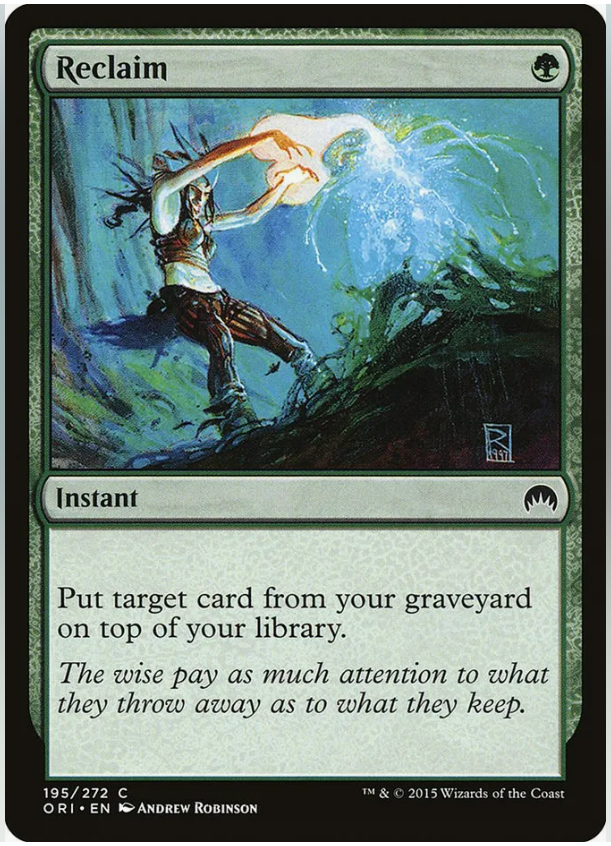 Reclaim
R
1997
Instant
Put target card from your graveyard
on top of your library.
The wise pay as much attention to what
they throw away as to what they keep.
195/272 C
ORI • EN ANDREW ROBINSON
™ & © 2015 Wizards of the Coast